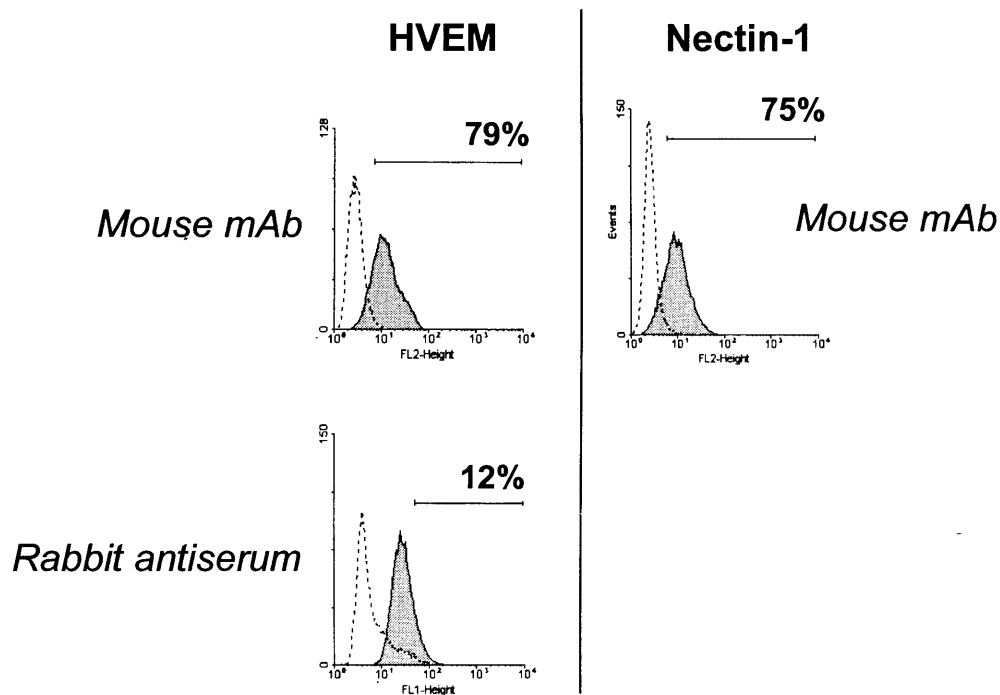 HVEM
Nectin-1
Mouse mAb
128
0
79%
10⁰ 10¹ 10² 10³ 10⁴
FL2-Height
150
Events
0
75%
10⁰ 10¹ 10² 10³ 10⁴
FL2-Height
Mouse mAb
Rabbit antiserum
150
0
12%
10⁰ 10¹ 10² 10³ 10⁴
FL1-Height